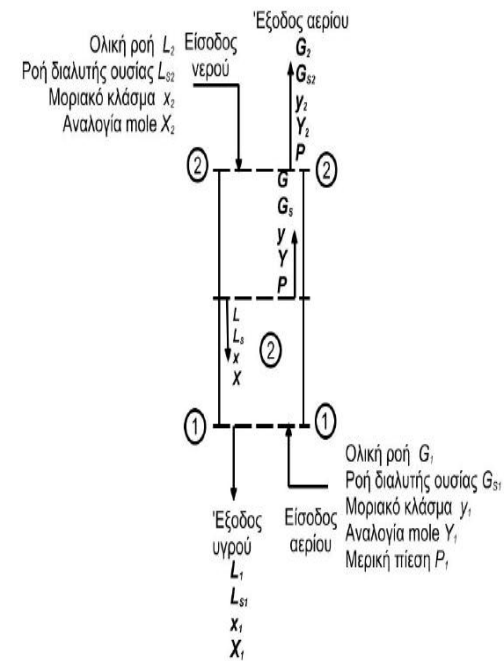 Ολική ροή L₂
Ροή διαλυτής ουσίας Lₛ₂
Μοριακό κλάσμα x₂
Αναλογία mole X₂
Είσοδος
νερού
Έξοδος αερίου
G₂
Gₛ₂
y₂
Y₂
P
②
②
G
Gₛ
y
Y
P
L
Lₛ
x
X
②
①
①
Έξοδος
υγρού
L₁
Lₛ₁
x₁
X₁
Είσοδος
αερίου
Ολική ροή G₁
Ροή διαλυτής ουσίας Gₛ₁
Μοριακό κλάσμα y₁
Αναλογία mole Y₁
Μερική πίεση P₁